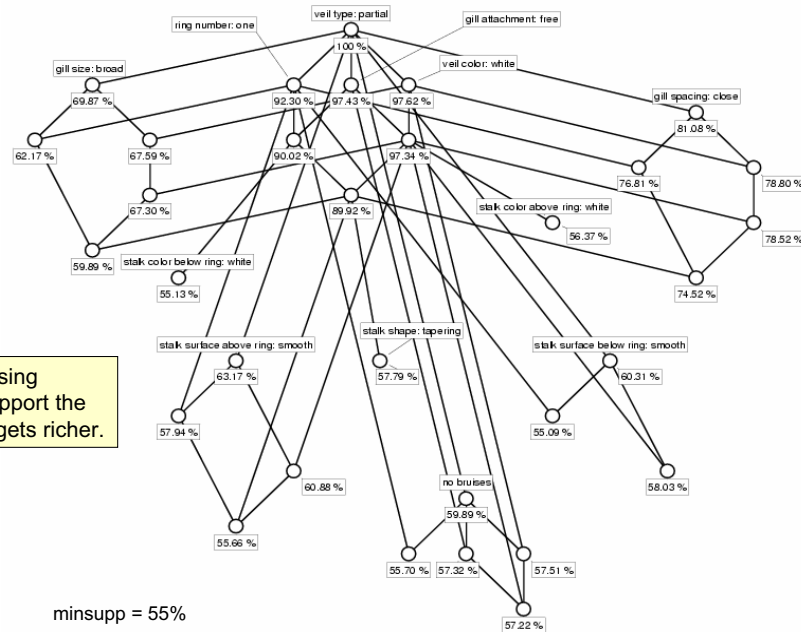 veil type: partial
ring number: one
gill attachment: free
100 %
veil color: white
gill size: broad
69.87 %
92.30 %
97.43 %
97.62 %
gill spacing: close
81.08 %
62.17 %
67.59 %
90.02 %
97.34 %
76.81 %
78.80 %
67.30 %
89.92 %
stalk color above ring: white
56.37 %
78.52 %
59.89 %
stalk color below ring: white
55.13 %
74.52 %
stalk surface above ring: smooth
63.17 %
stalk shape: tapering
57.79 %
stalk surface below ring: smooth
60.31 %
sing
pport the
gets richer.
57.94 %
55.09 %
60.88 %
no bruises
59.89 %
58.03 %
55.66 %
55.70 %
57.32 %
57.51 %
57.22 %
minsupp = 55%